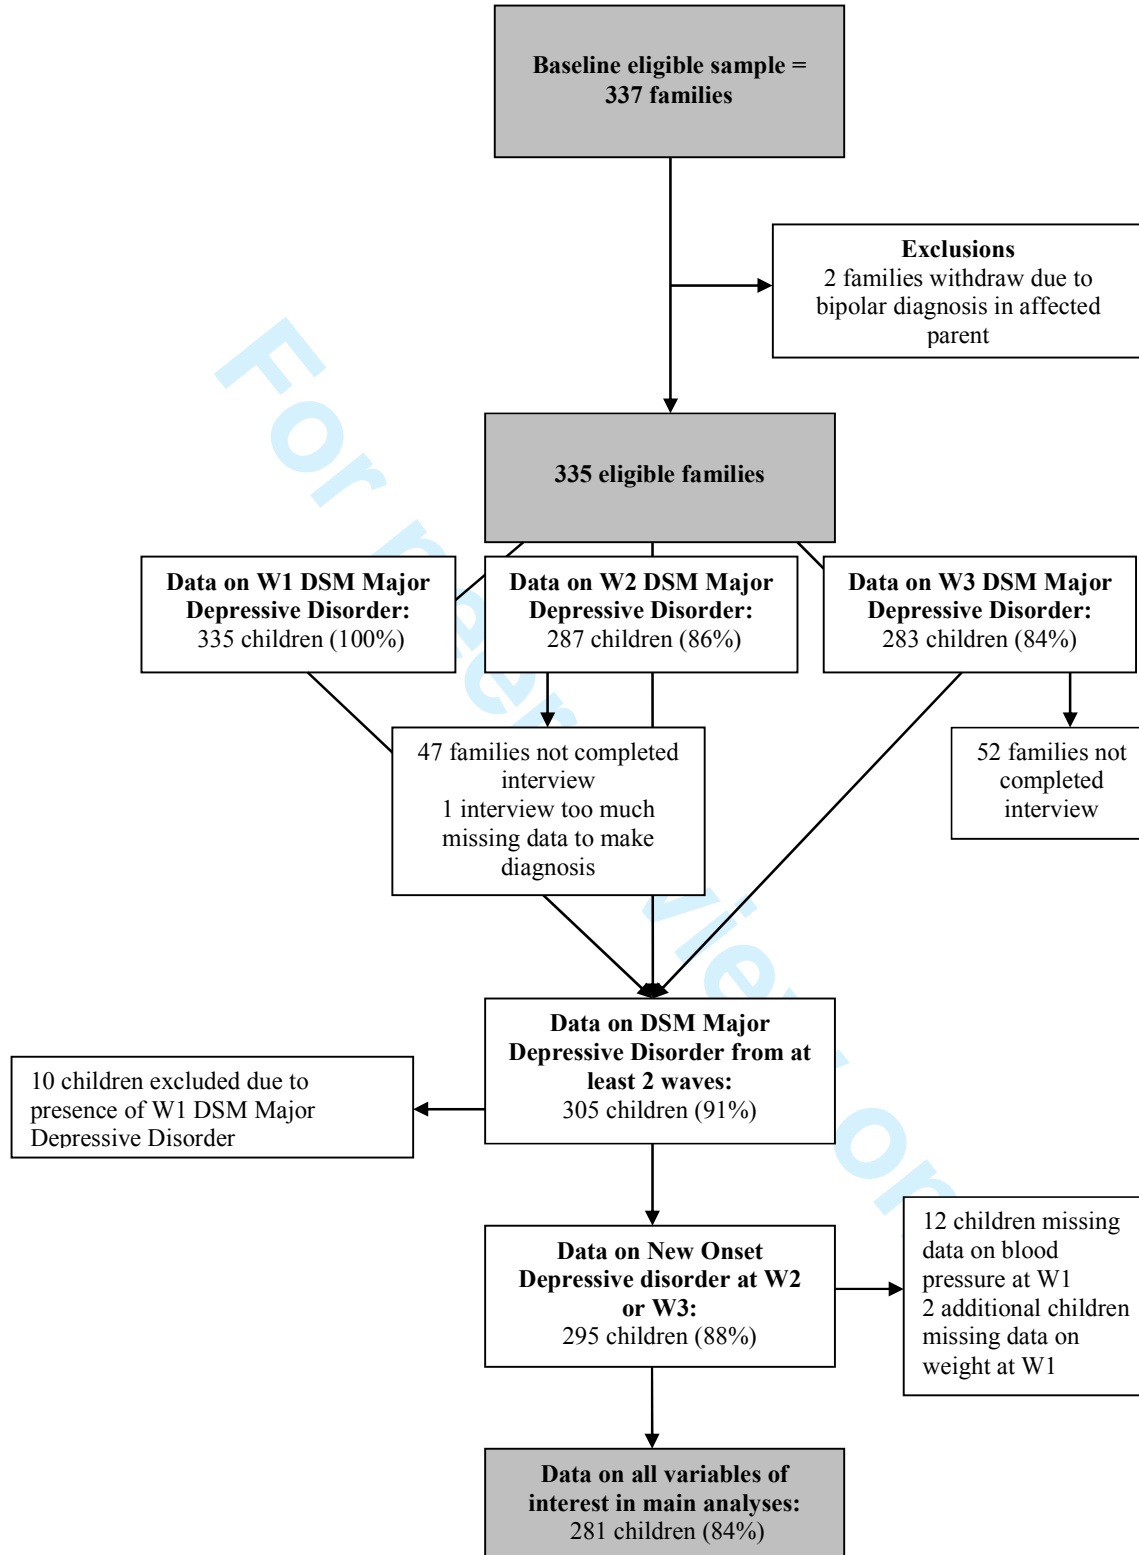 Baseline eligible sample =
337 families
Exclusions
2 families withdraw due to
bipolar diagnosis in affected
parent
335 eligible families
Data on W1 DSM Major
Depressive Disorder:
335 children (100%)
Data on W2 DSM Major
Depressive Disorder:
287 children (86%)
Data on W3 DSM Major
Depressive Disorder:
283 children (84%)
47 families not completed
interview
1 interview too much
missing data to make
diagnosis
52 families not
completed
interview
Data on DSM Major
Depressive Disorder from at
least 2 waves:
305 children (91%)
10 children excluded due to
presence of W1 DSM Major
Depressive Disorder
Data on New Onset
Depressive disorder at W2
or W3:
295 children (88%)
12 children missing
data on blood
pressure at W1
2 additional children
missing data on
weight at W1
Data on all variables of
interest in main analyses:
281 children (84%)
For